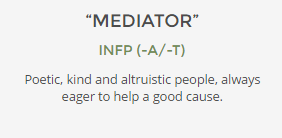 “MEDIATOR”
INFP (-A/-T)
Poetic, kind and altruistic people, always
eager to help a good cause.